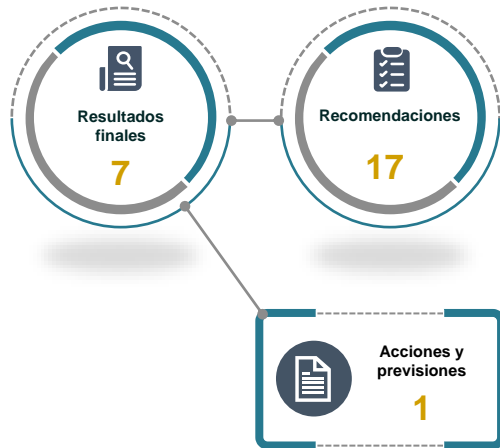 Resultados
finales
7
Recomendaciones
17
Acciones y
previsiones
1